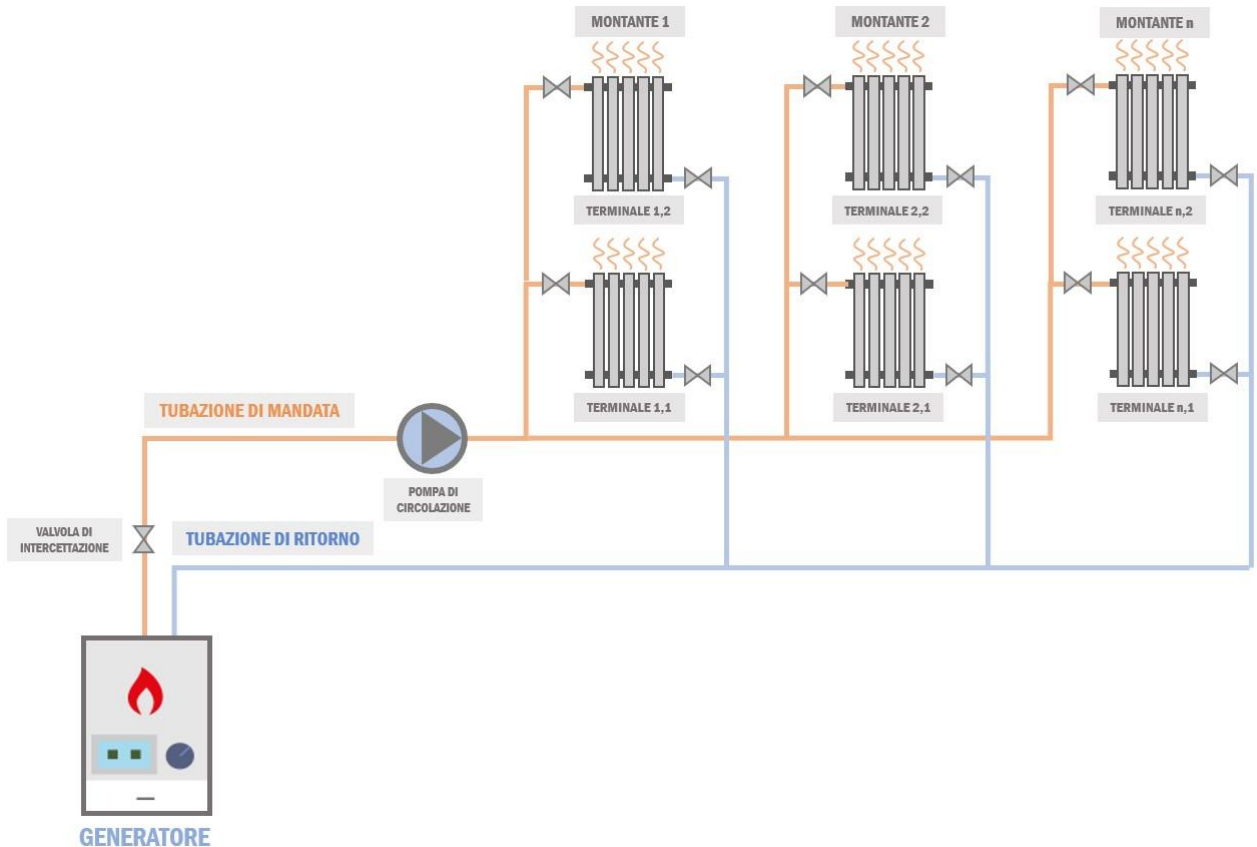 MONTANTE 1
MONTANTE 2
MONTANTE n
TERMINALE 1,2
TERMINALE 2,2
TERMINALE n,2
TERMINALE 1,1
TERMINALE 2,1
TERMINALE n,1
TUBAZIONE DI MANDATA
POMPA DI
CIRCOLAZIONE
VALVOLA DI
INTERCETTAZIONE
TUBAZIONE DI RITORNO
GENERATORE